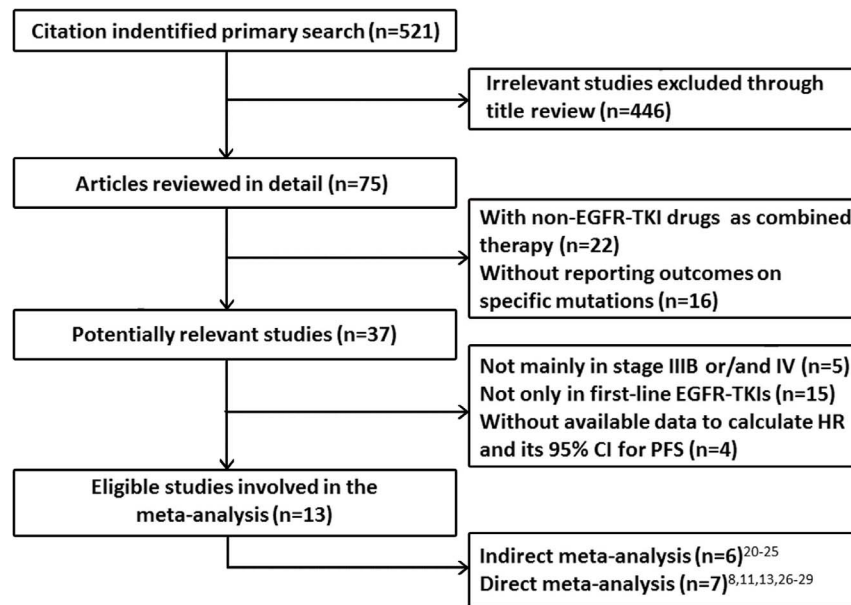 Citation indentified primary search (n=521)
Irrelevant studies excluded through
title review (n=446)
Articles reviewed in detail (n=75)
With non-EGFR-TKI drugs as combined
therapy (n=22)
Without reporting outcomes on
specific mutations (n=16)
Potentially relevant studies (n=37)
Not mainly in stage IIIB or/and IV (n=5)
Not only in first-line EGFR-TKIs (n=15)
Without available data to calculate HR
and its 95% CI for PFS (n=4)
Eligible studies involved in the
meta-analysis (n=13)
Indirect meta-analysis (n=6)20-25
Direct meta-analysis (n=7)8,11,13,26-29